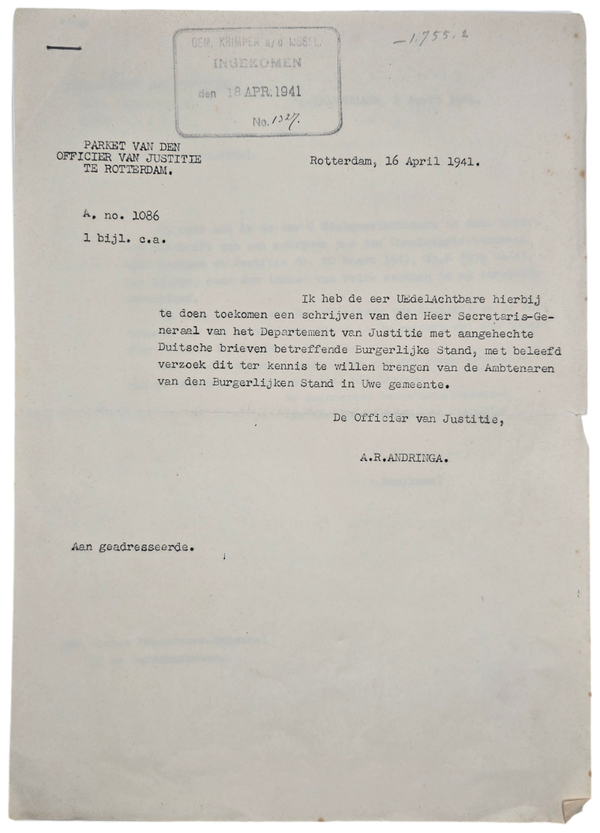 GEM. KRIMPEN a/d IJSSEL.
INGEKOMEN
den 18 APR. 1941
No. 1327.
-1.755.2
PARKET VAN DEN
OFFICIER VAN JUSTITIE
TE ROTTERDAM.
Rotterdam, 16 April 1941.
A. no. 1086
1 bijl. c.a.
Ik heb de eer UEdelAchtbare hierbij
te doen toekomen een schrijven van den Heer Secretaris-Ge-
neraal van het Departement van Justitie met aangehechte
Duitsche brieven betreffende Burgerlijke Stand, met beleefd
verzoek dit ter kennis te willen brengen van de Ambtenaren
van den Burgerlijken Stand in Uwe gemeente.
De Officier van Justitie,
A.R.ANDRINGA.
Aan geadresseerde.